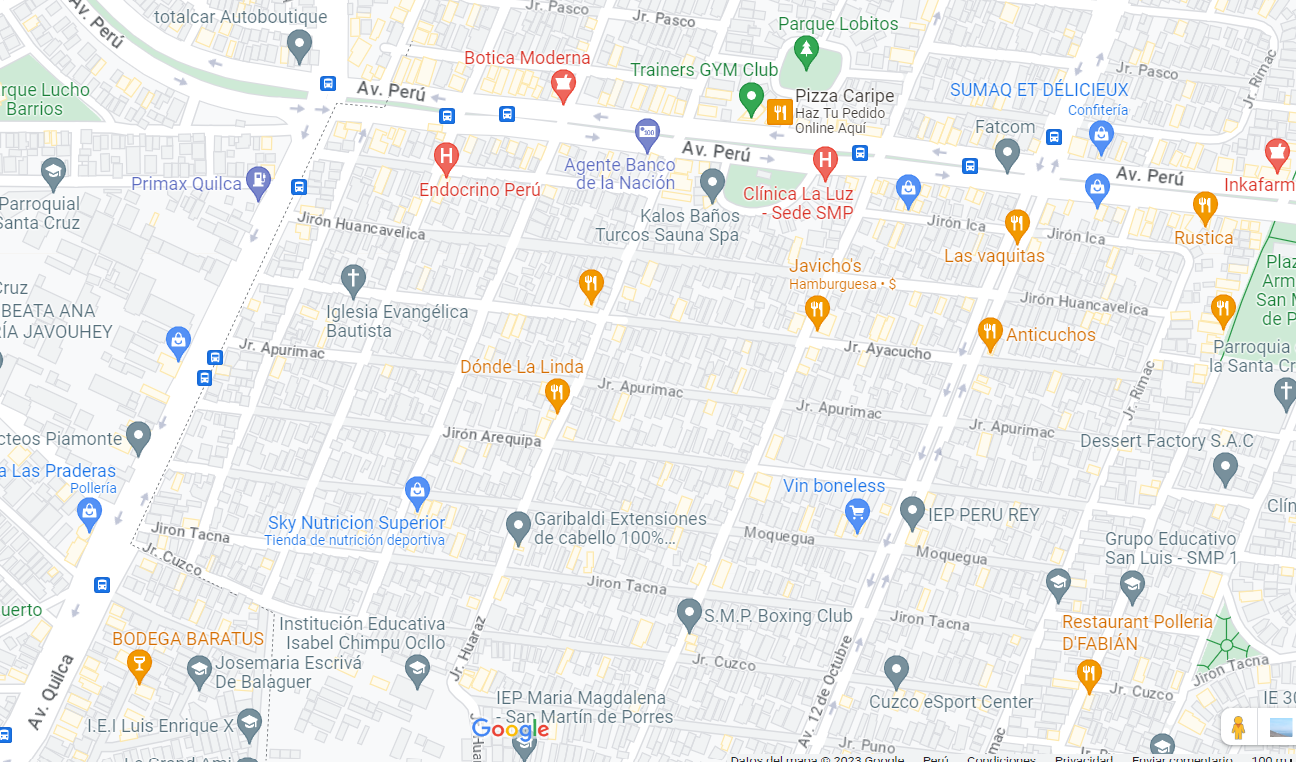 Jr. Pasco
Jr. Pasco
totalcar Autoboutique
Av. Perú
Parque Lobitos
Botica Moderna
Trainers GYM Club
Jr. Pasco
Jr. Rimac
rque Lucho
Barrios
Av. Perú
SUMAQ ET DÉLICIEUX
Confitería
Pizza Caripe
Haz Tu Pedido
Online Aquí
Fatcom
Av. Perú
Agente Banco
de la Nación
Endocrino Perú
Primax Quilca
Clínica La Luz
- Sede SMP
Av. Perú
Inkafarm
Parroquial
Santa Cruz
Kalos Baños
Turcos Sauna Spa
Jirón Huancavelica
Jirón Ica
Jirón Ica
Rustica
Las vaquitas
Javicho's
Hamburguesa • $
Plaz
Arm
San M
de P
Cruz
BEATA ANA
RÍA JAVOUHEY
Iglesia Evangélica
Bautista
Jirón Huancavelica
Anticuchos
Jr. Apurimac
Jr. Ayacucho
Parroquia
la Santa Cr
Dónde La Linda
Jr. Apurimac
Jr. Rimac
Jr. Apurimac
Jr. Apurimac
Jirón Arequipa
cteos Piamonte
Dessert Factory S.A.C
a Las Praderas
Pollería
Vin boneless
Sky Nutricion Superior
Tienda de nutrición deportiva
Garibaldi Extensiones
de cabello 100%...
IEP PERU REY
Clín
Jiron Tacna
Moquegua
Moquegua
Grupo Educativo
San Luis - SMP 1
Jr. Cuzco
Jiron Tacna
uerto
S.M.P. Boxing Club
Jiron Tacna
Restaurant Polleria
D'FABIÁN
Institución Educativa
Isabel Chimpu Ocllo
BODEGA BARATUS
Jr. Huaraz
Josemaria Escrivá
De Balaguer
Jr. Cuzco
Jiron Tacna
Jr. Cuzco
Cuzco eSport Center
Av. Quilca
Av. 12 de Octubre
IEP Maria Magdalena
- San Martín de Porres
IE 30
I.E.I Luis Enrique X
Google
Jr. Puno
Datos del mapa © 2023 Google
Perú
Condiciones
Privacidad
Enviar comentario
100 m